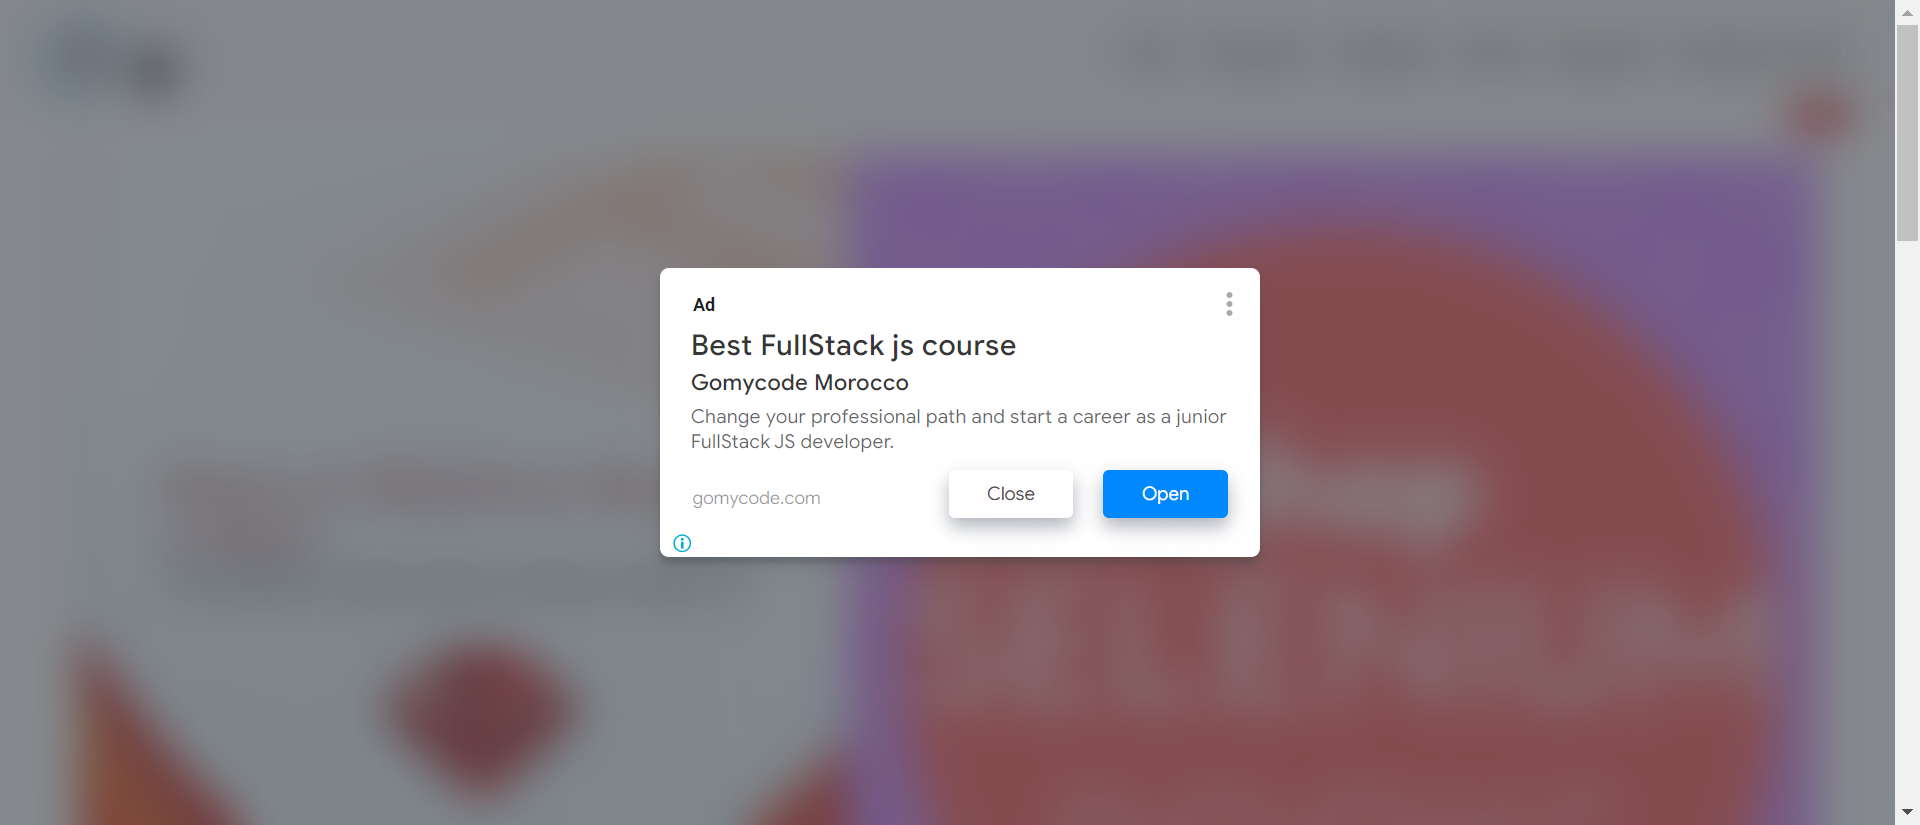 Ad
Best FullStack js course
Gomycode Morocco
Change your professional path and start a career as a junior
FullStack JS developer.
gomycode.com
Close
Open